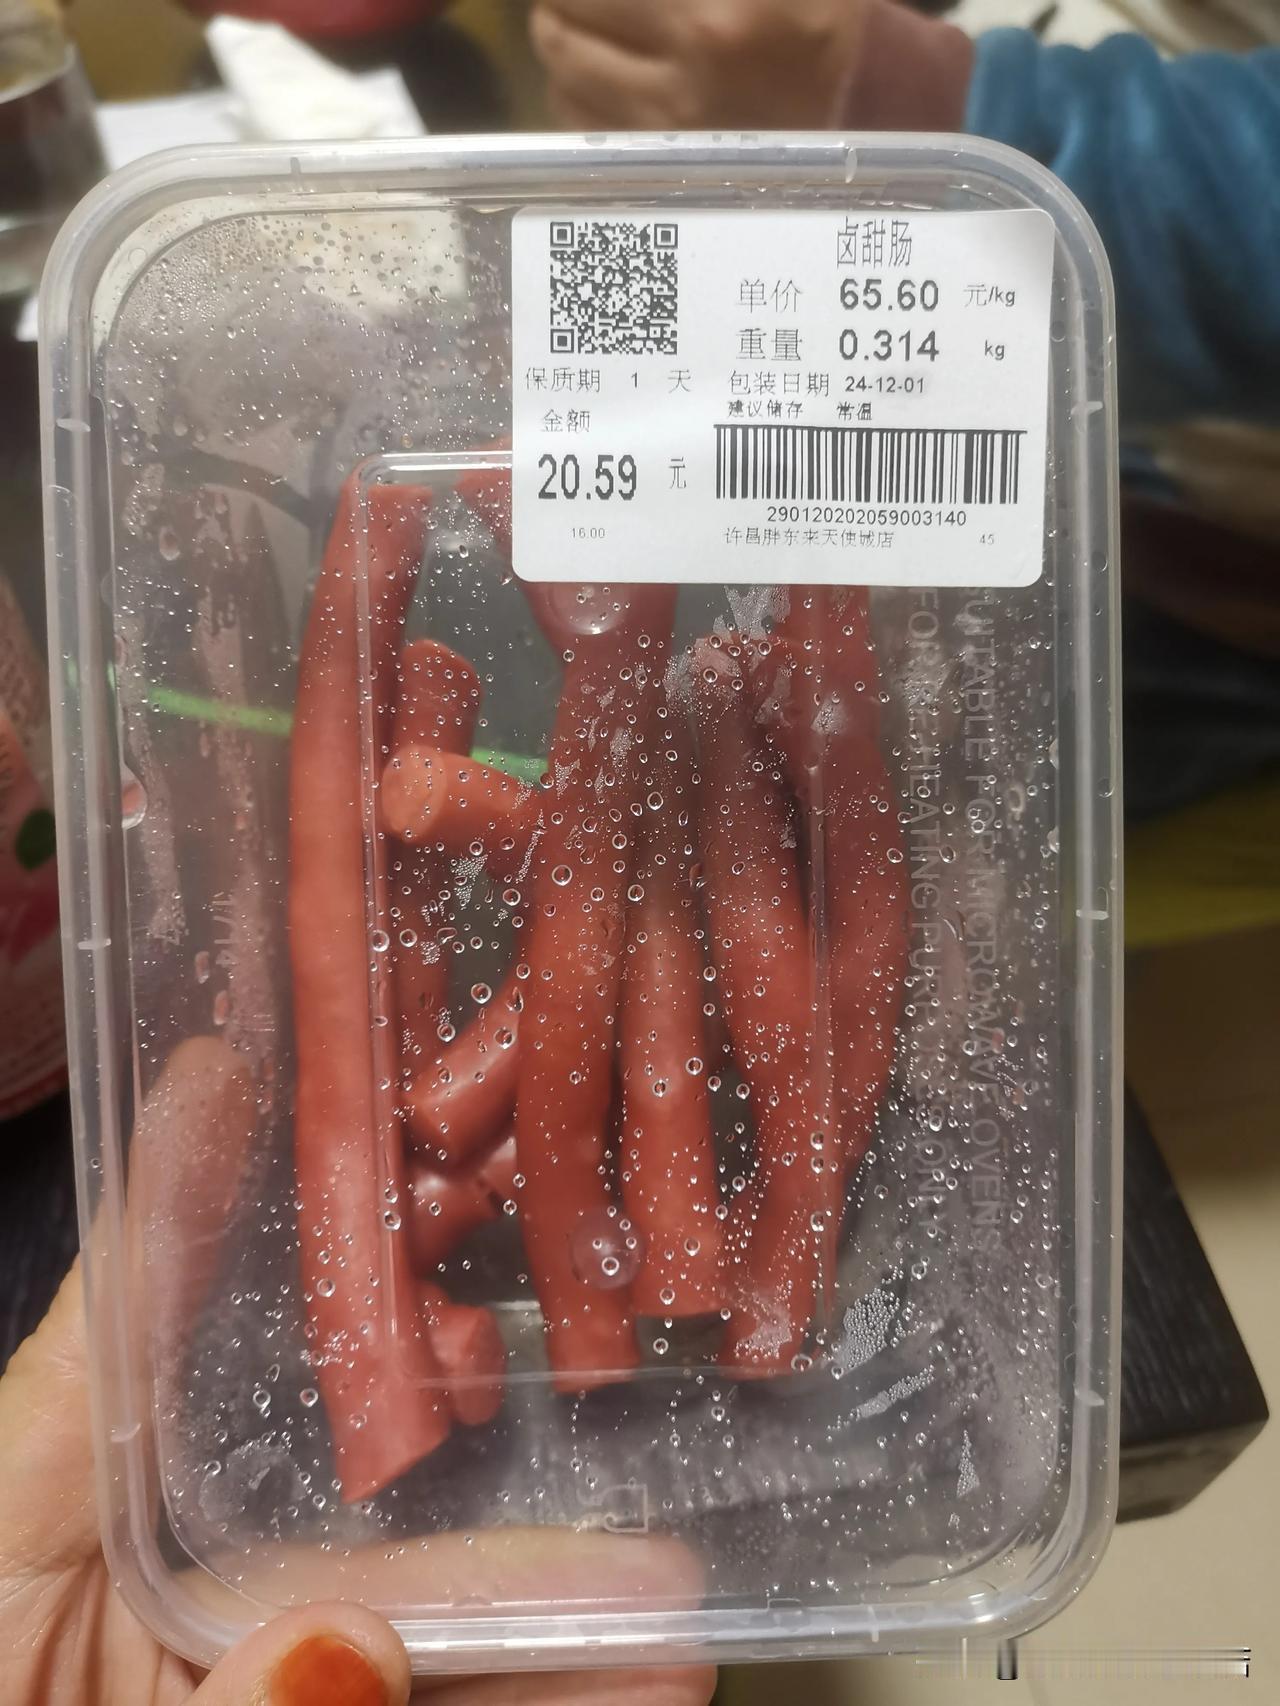 卤甜肠
单价 65.60 元/kg
重量 0.314 kg
保质期 1 天
包装日期 24-12-01
建议储存 常温
金额
20.59 元
290120202059003140
16:00
许昌胖东来天使城店
45
SUITABLE FOR MICROWAVE OVENS
FOR REHEATING PURPOSES ONLY